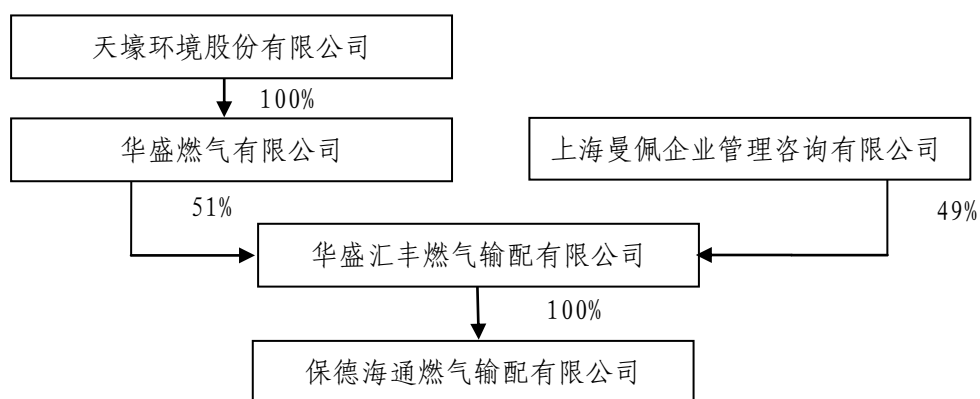 天壕环境股份有限公司
100%
华盛燃气有限公司
上海曼佩企业管理咨询有限公司
51%
49%
华盛汇丰燃气输配有限公司
100%
保德海通燃气输配有限公司